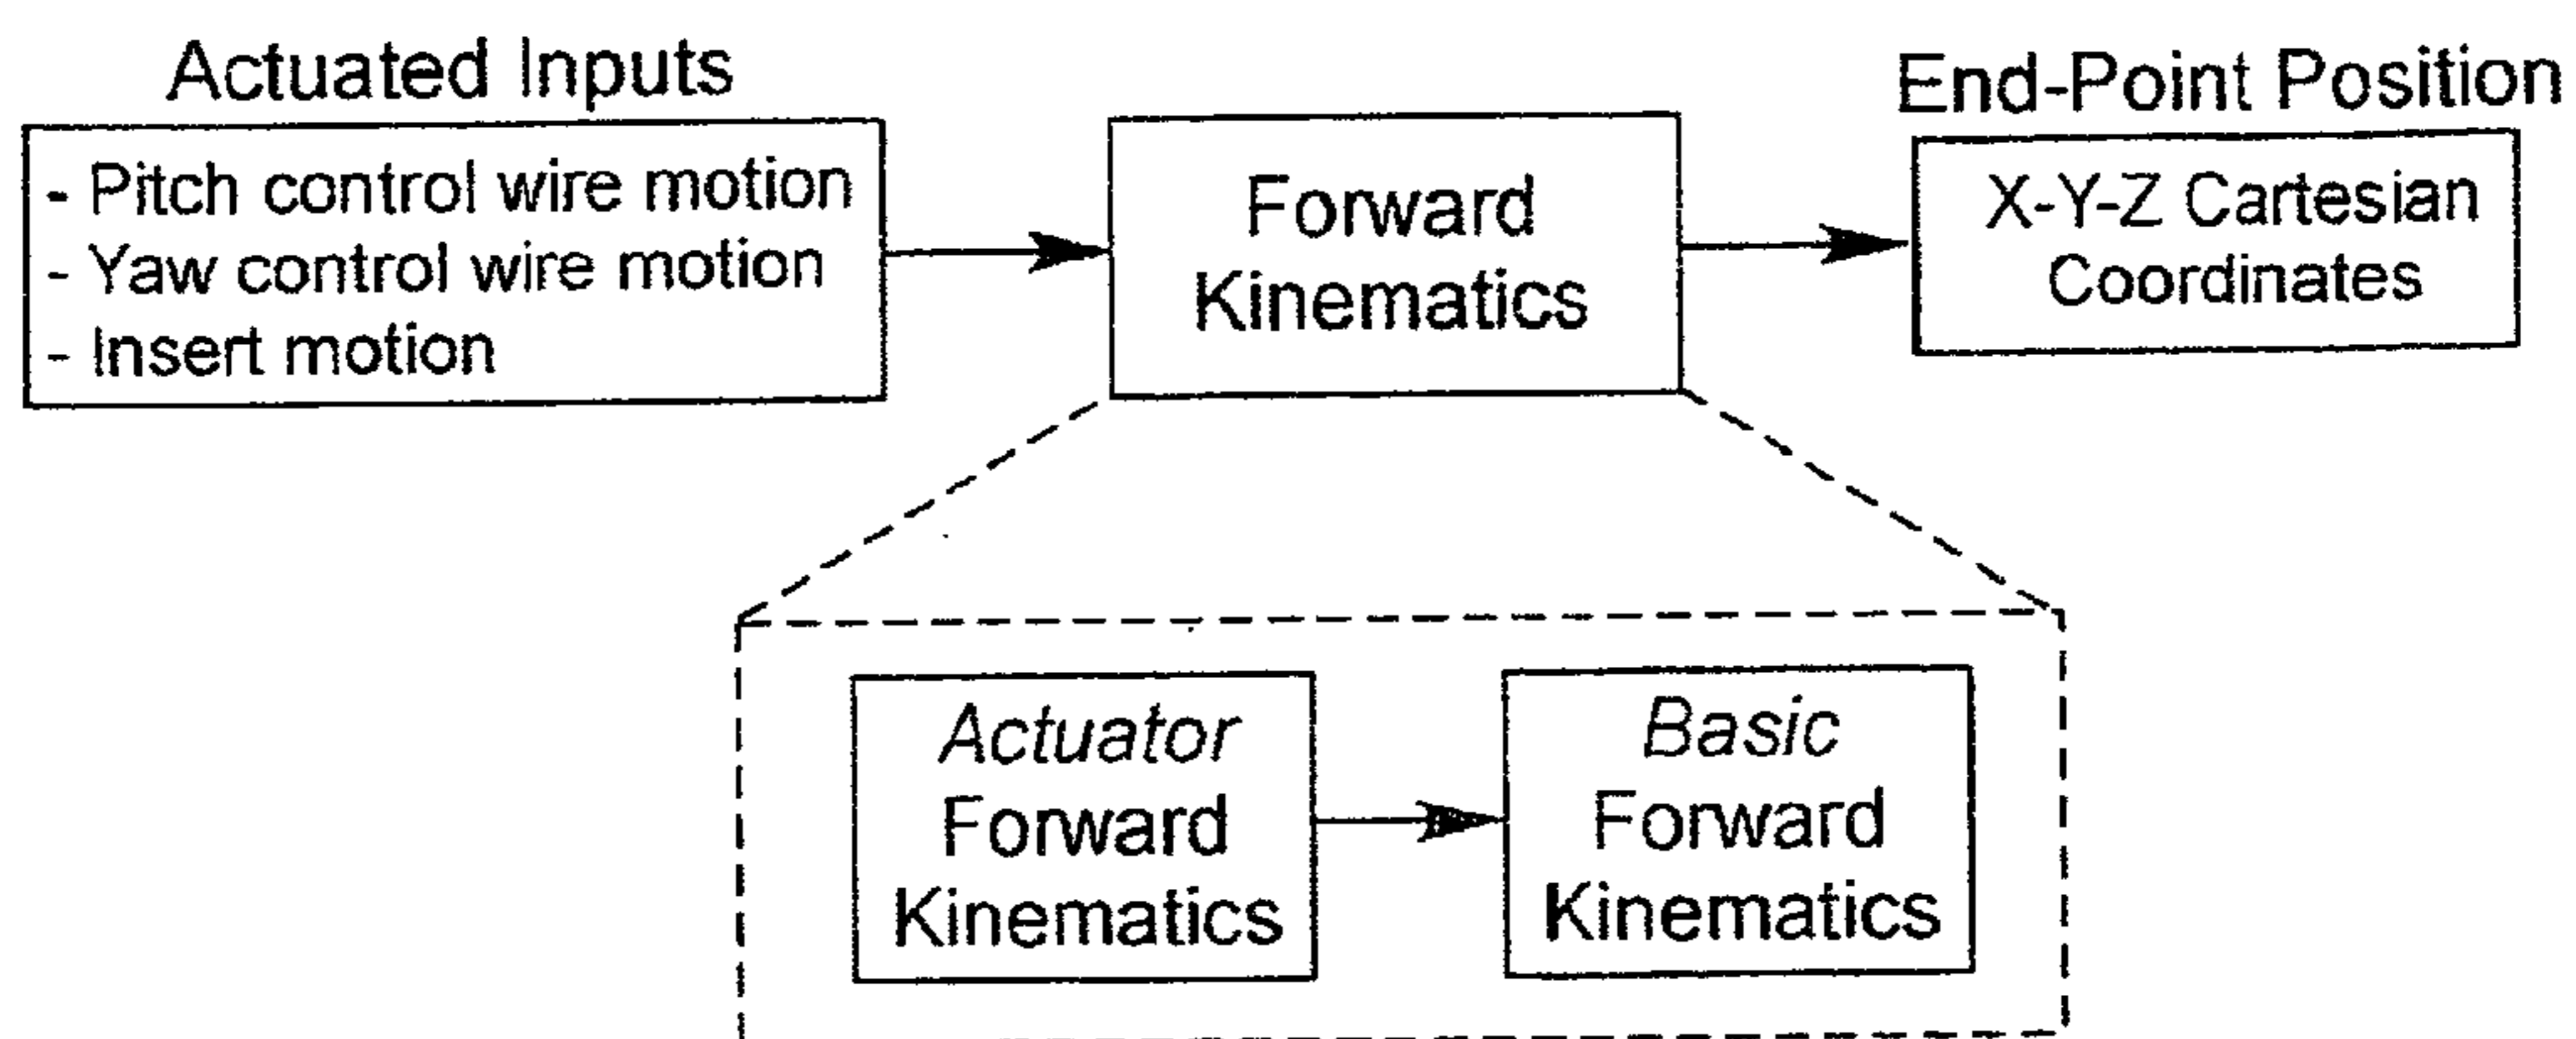 Actuated Inputs
- Pitch control wire motion
- Yaw control wire motion
- Insert motion
Forward
Kinematics
End-Point Position
X-Y-Z Cartesian
Coordinates
Actuator
Forward
Kinematics
Basic
Forward
Kinematics